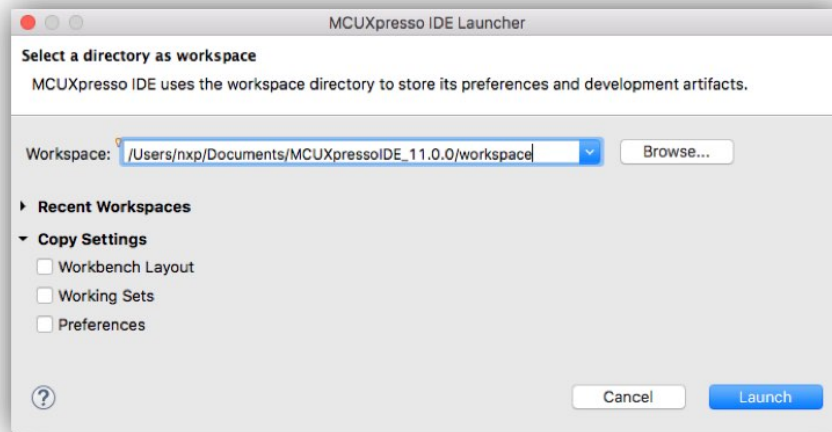 MCUXpresso IDE Launcher
Select a directory as workspace
MCUXpresso IDE uses the workspace directory to store its preferences and development artifacts.
Workspace: /Users/nxp/Documents/MCUXpressoIDE_11.0.0/workspace Browse...
Recent Workspaces
Copy Settings
Workbench Layout
Working Sets
Preferences
? Cancel Launch